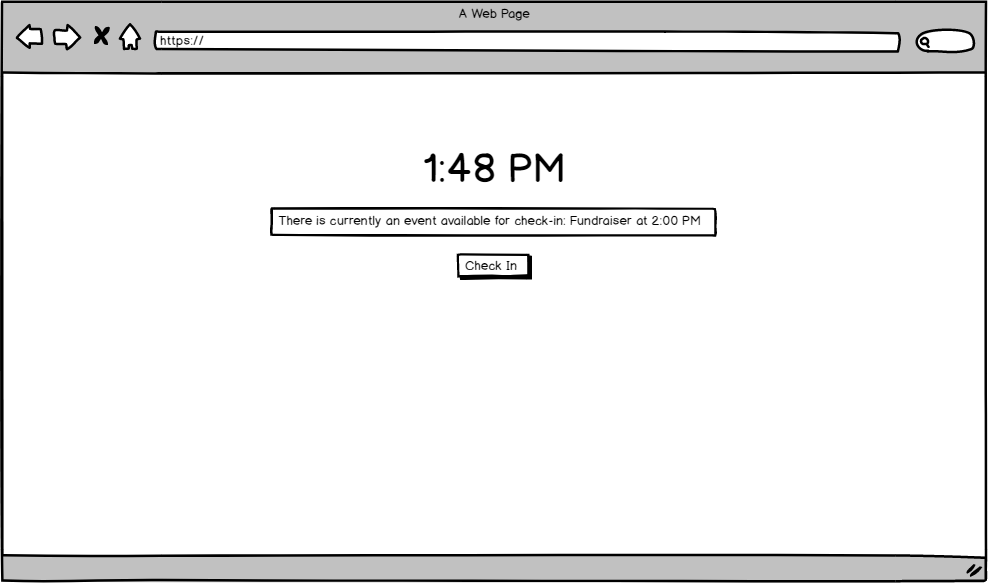 A Web Page
https://
1:48 PM
There is currently an event available for check-in: Fundraiser at 2:00 PM
Check In